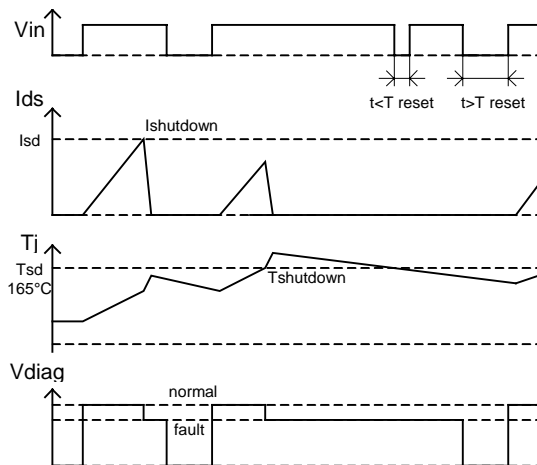 Vin
t<T reset
t>T reset
Ids
Ishutdown
Isd
Tj
Tsd
165°C
Tshutdown
Vdiag
normal
fault